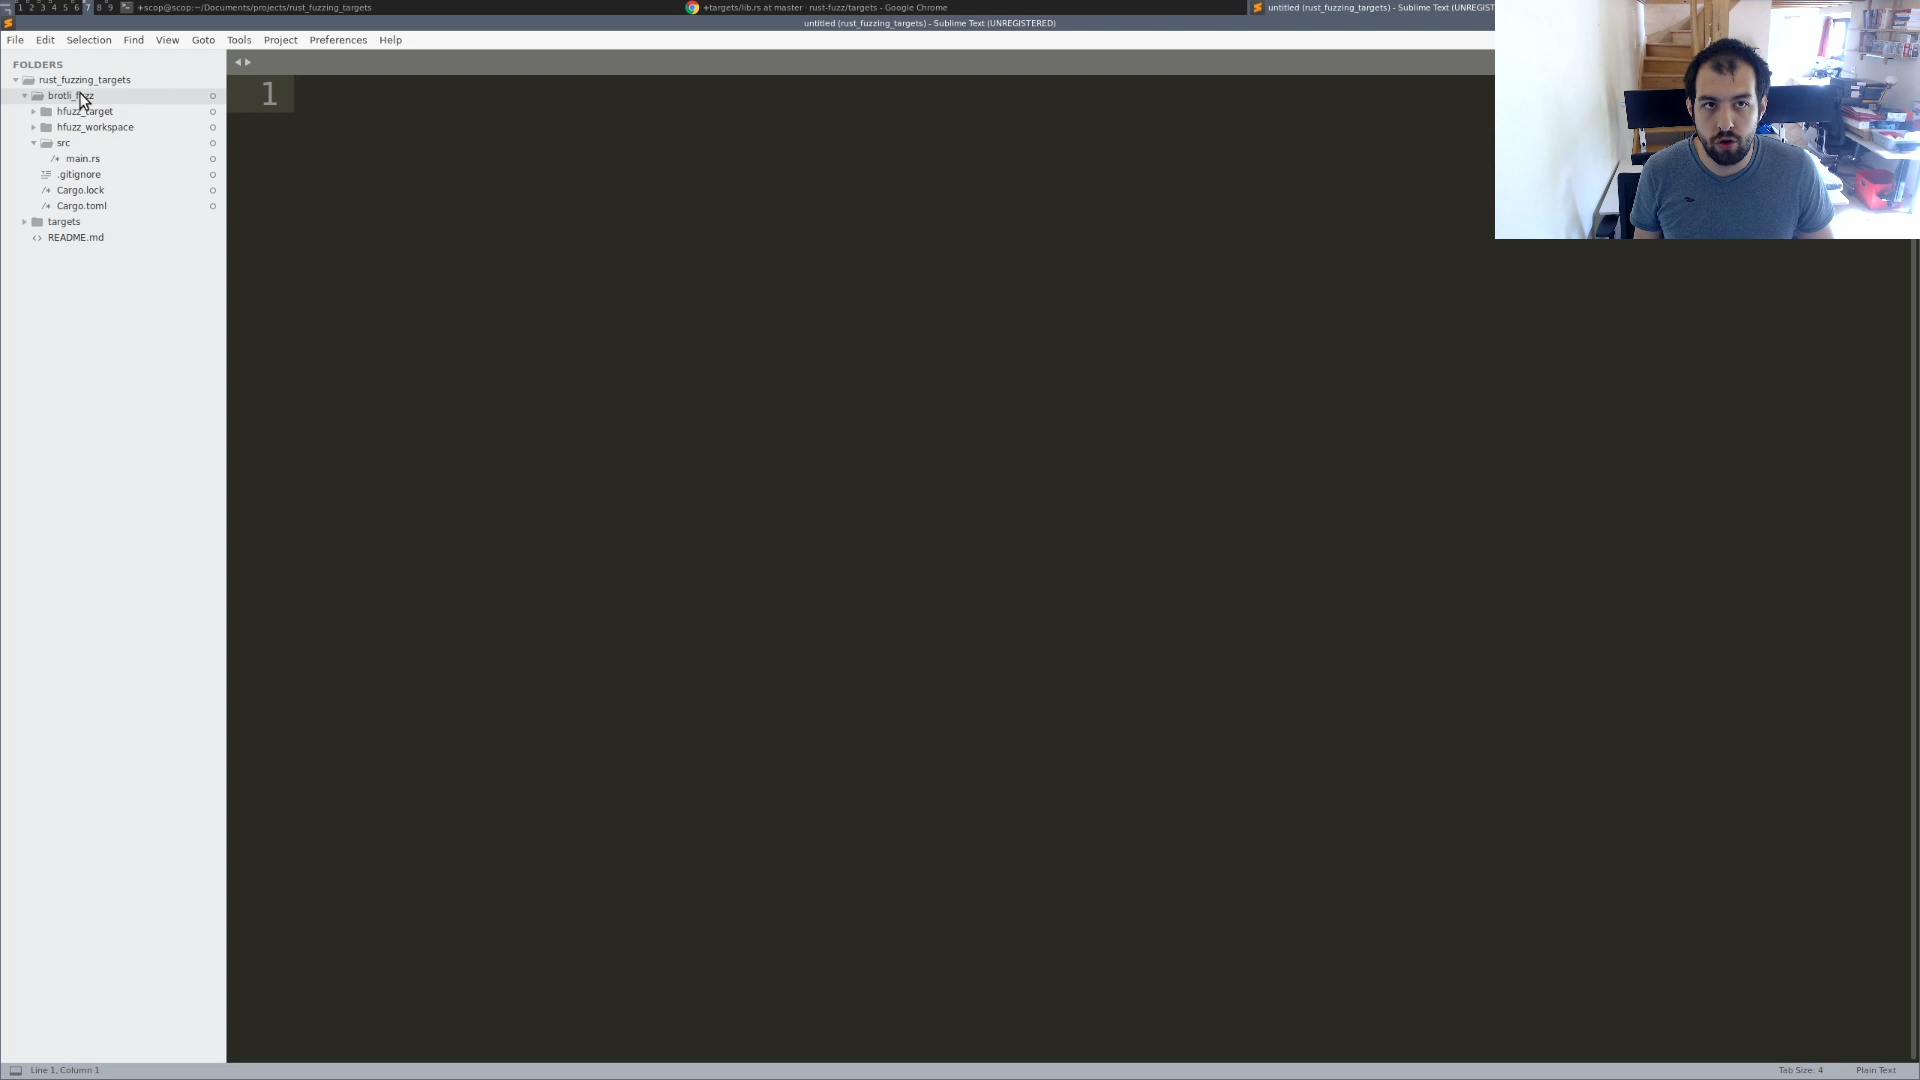 1 2 3 4 5 6 7 8 9 +scop@scop:~/Documents/projects/rust_fuzzing_targets +targets/lib.rs at master · rust-fuzz/targets - Google Chrome untitled (rust_fuzzing_targets) - Sublime Text (UNREGIST
untitled (rust_fuzzing_targets) - Sublime Text (UNREGISTERED)
File Edit Selection Find View Goto Tools Project Preferences Help
FOLDERS
rust_fuzzing_targets
brotli_fuzz
hfuzz_target
hfuzz_workspace
src
main.rs
.gitignore
Cargo.lock
Cargo.toml
targets
README.md
1
Line 1, Column 1 Tab Size: 4 Plain Text